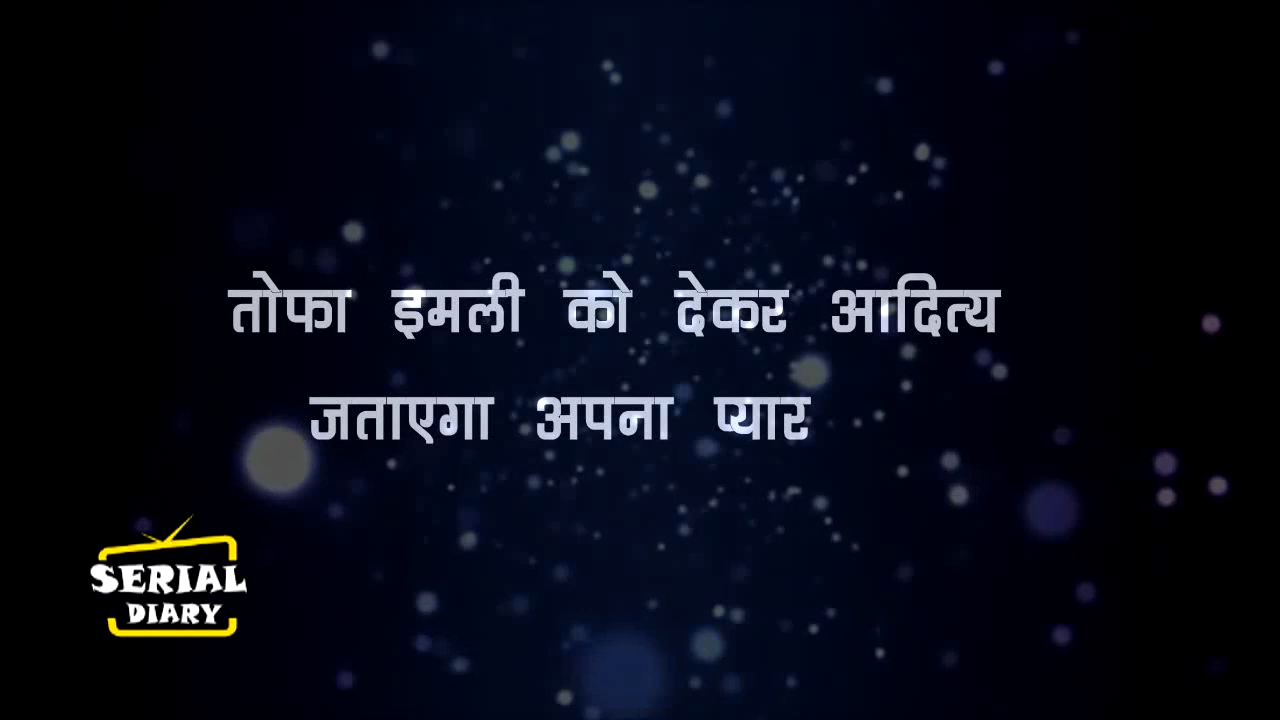 तोफा इमली को देकर आदित्य
जताएगा अपना प्यार
SERIAL
DIARY